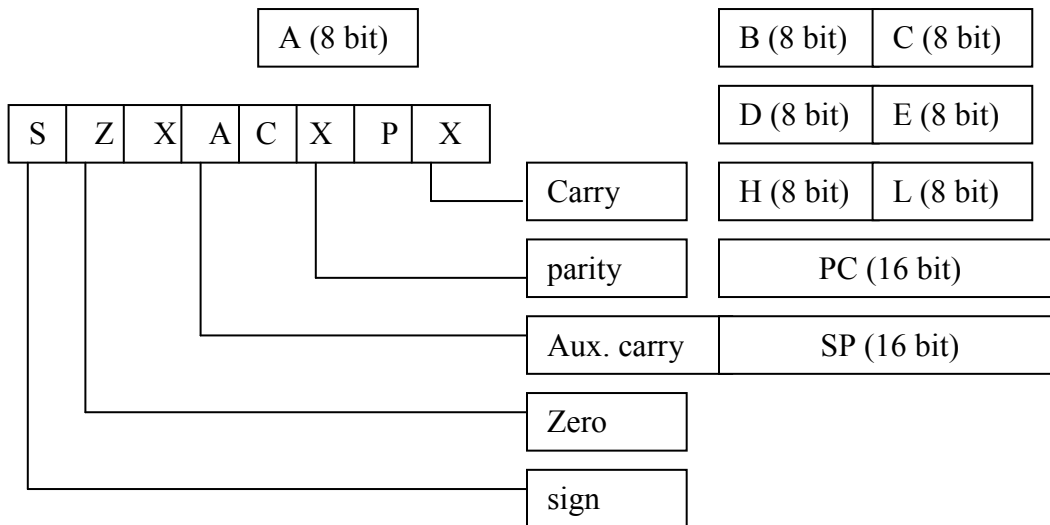 A (8 bit) B (8 bit) C (8 bit)
S Z X A C X P X D (8 bit) E (8 bit)
Carry H (8 bit) L (8 bit)
parity PC (16 bit)
Aux. carry SP (16 bit)
Zero
sign